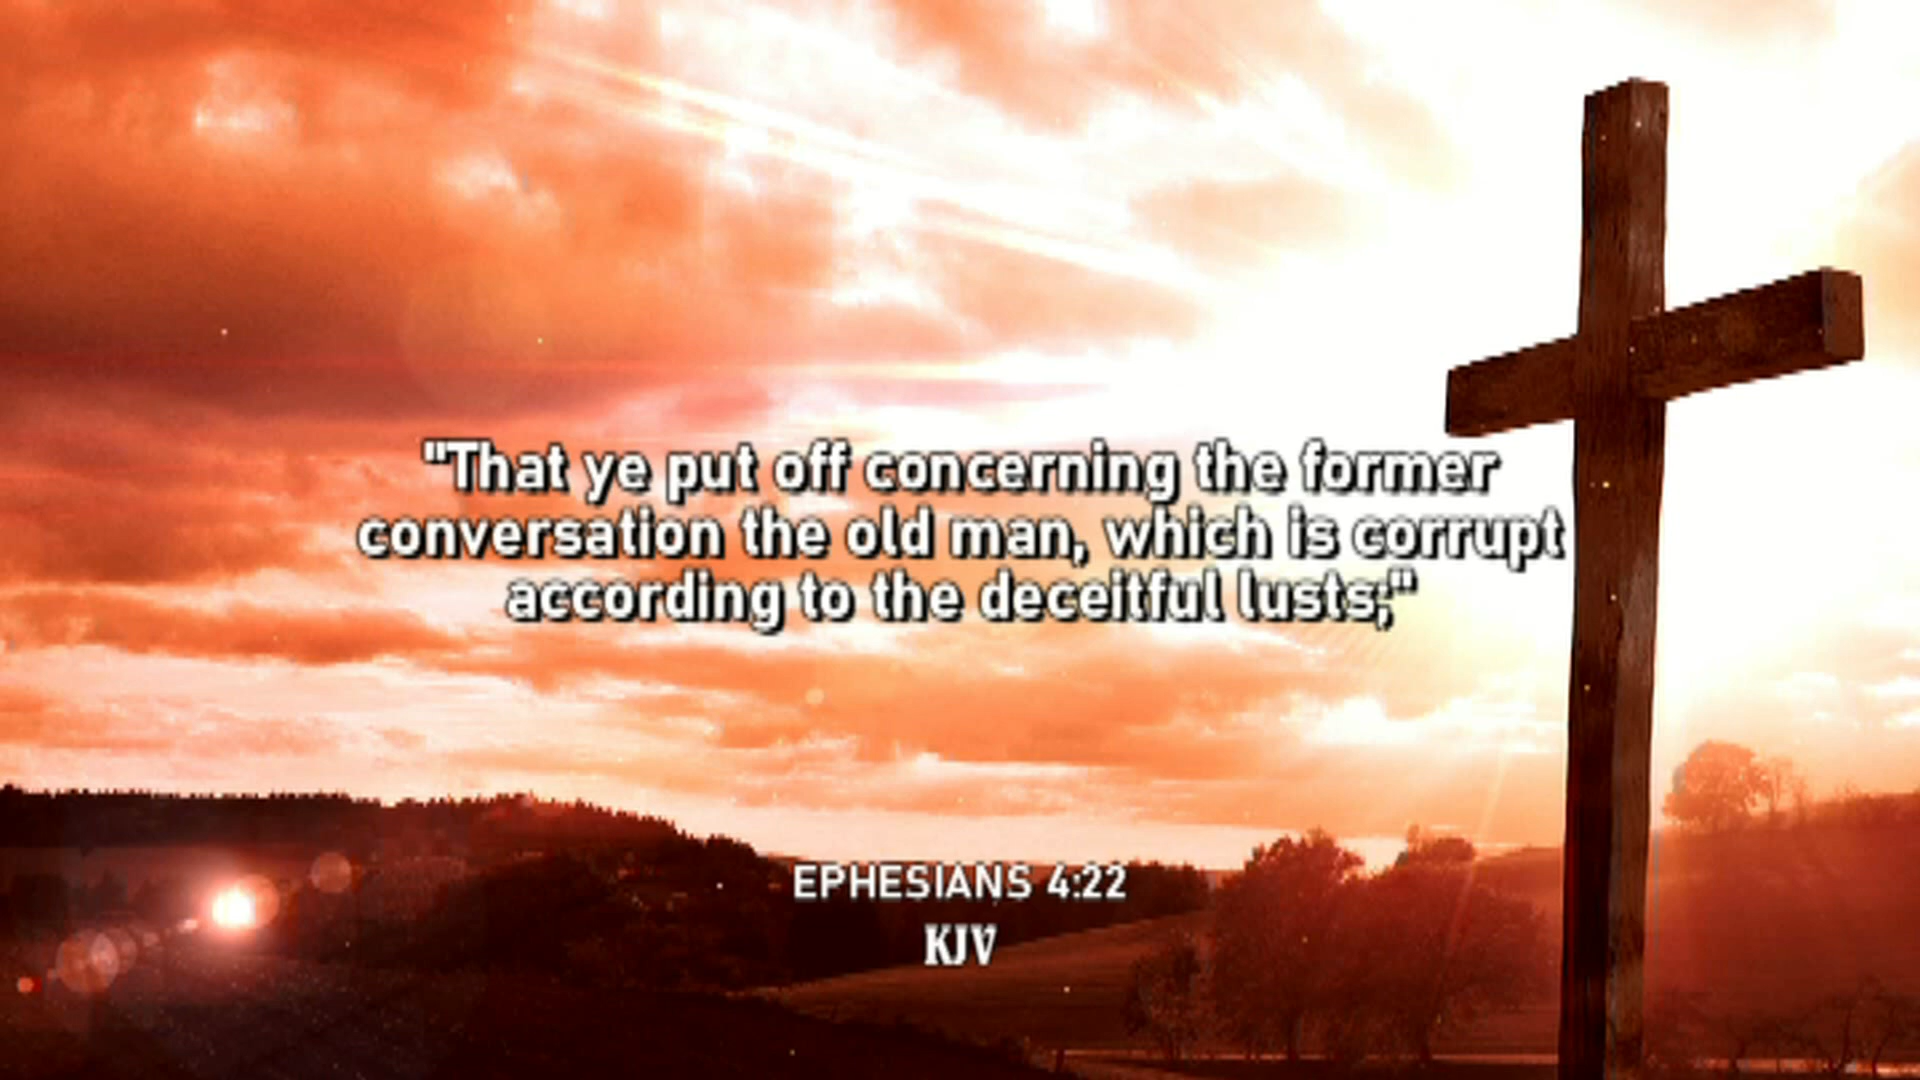 "That ye put off concerning the former
conversation the old man, which is corrupt
according to the deceitful lusts;"
EPHESIANS 4:22
KJV